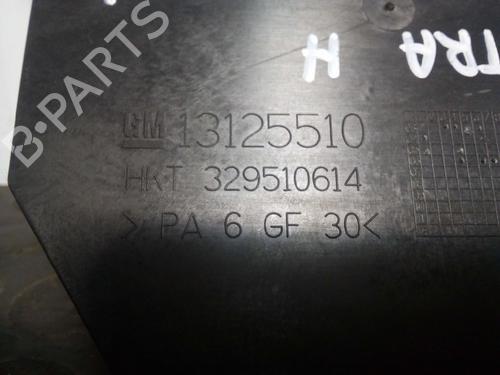 B-PARTS
TRA
H
GM 13125510
HKT 329510614
>PA 6 GF 30<